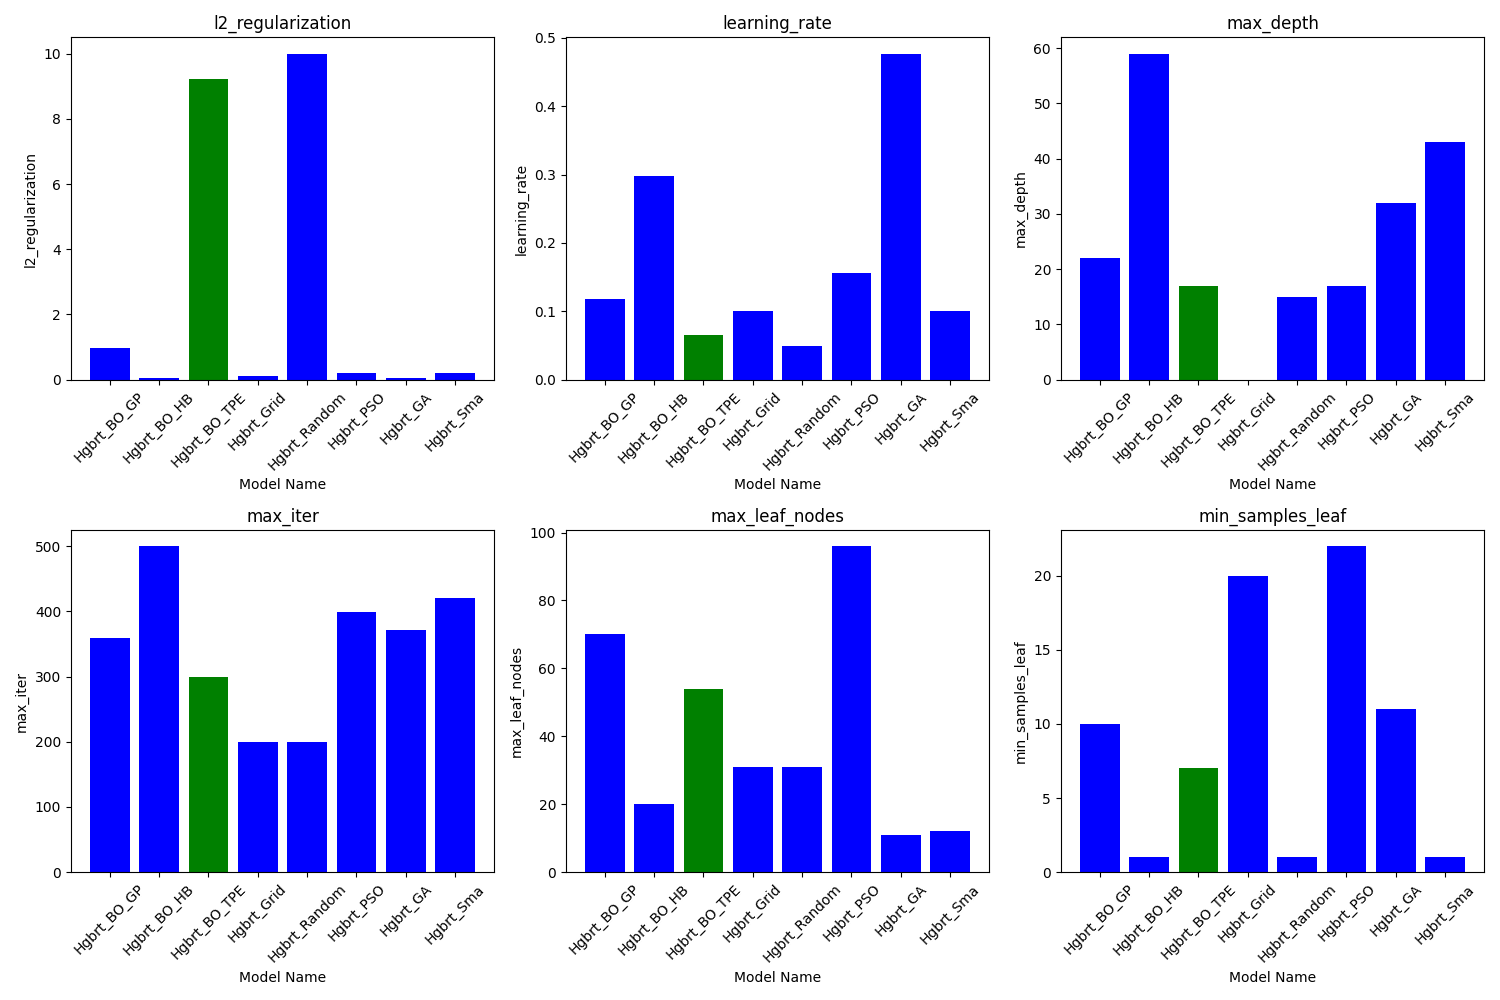 l2_regularization
l2_regularization
10
8
6
4
2
0
Hgbrt_BO_GP
Hgbrt_BO_HB
Hgbrt_BO_TPE
Hgbrt_Grid
Hgbrt_Random
Hgbrt_PSO
Hgbrt_GA
Hgbrt_Sma
Model Name
learning_rate
learning_rate
0.5
0.4
0.3
0.2
0.1
0.0
Hgbrt_BO_GP
Hgbrt_BO_HB
Hgbrt_BO_TPE
Hgbrt_Grid
Hgbrt_Random
Hgbrt_PSO
Hgbrt_GA
Hgbrt_Sma
Model Name
max_depth
max_depth
60
50
40
30
20
10
0
Hgbrt_BO_GP
Hgbrt_BO_HB
Hgbrt_BO_TPE
Hgbrt_Grid
Hgbrt_Random
Hgbrt_PSO
Hgbrt_GA
Hgbrt_Sma
Model Name
max_iter
max_iter
500
400
300
200
100
0
Hgbrt_BO_GP
Hgbrt_BO_HB
Hgbrt_BO_TPE
Hgbrt_Grid
Hgbrt_Random
Hgbrt_PSO
Hgbrt_GA
Hgbrt_Sma
Model Name
max_leaf_nodes
max_leaf_nodes
100
80
60
40
20
0
Hgbrt_BO_GP
Hgbrt_BO_HB
Hgbrt_BO_TPE
Hgbrt_Grid
Hgbrt_Random
Hgbrt_PSO
Hgbrt_GA
Hgbrt_Sma
Model Name
min_samples_leaf
min_samples_leaf
20
15
10
5
0
Hgbrt_BO_GP
Hgbrt_BO_HB
Hgbrt_BO_TPE
Hgbrt_Grid
Hgbrt_Random
Hgbrt_PSO
Hgbrt_GA
Hgbrt_Sma
Model Name